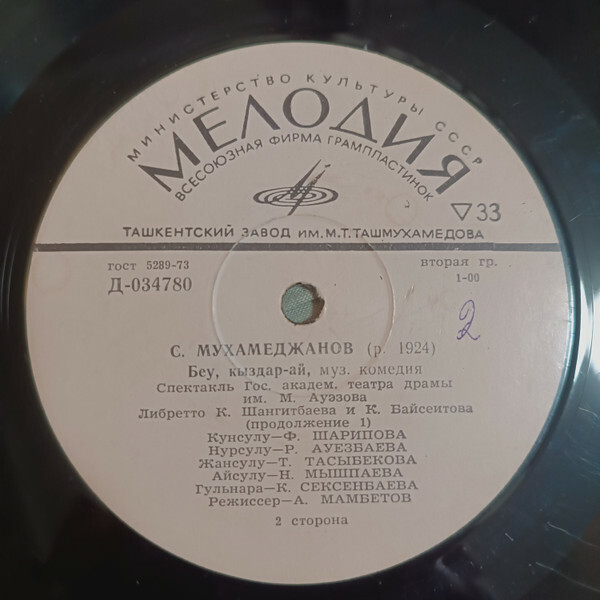 МИНИСТЕРСТВО КУЛЬТУРЫ СССР
МЕЛОДИЯ
ВСЕСОЮЗНАЯ ФИРМА ГРАМПЛАСТИНОК
▽33
ТАШКЕНТСКИЙ ЗАВОД ИМ. М.Т. ТАШМУХАМЕДОВА
гост 5289-73
вторая гр.
Д-034780
1-00
2
С. МУХАМЕДЖАНОВ (р. 1924)
Беу, кыздар-ай, муз. комедия
Спектакль Гос. академ. театра драмы
им. М. Ауэзова
Либретто К. Шангитбаева и К. Байсеитова
(продолжение 1)
Кунсулу—Ф. ШАРИПОВА
Нурсулу—Р. АУЕЗБАЕВА
Жансулу—Т. ТАСЫБЕКОВА
Айсулу—Н. МЫШПАЕВА
Гульнара—К. СЕКСЕНБАЕВА
Режиссер—А. МАМБЕТОВ
2 сторона